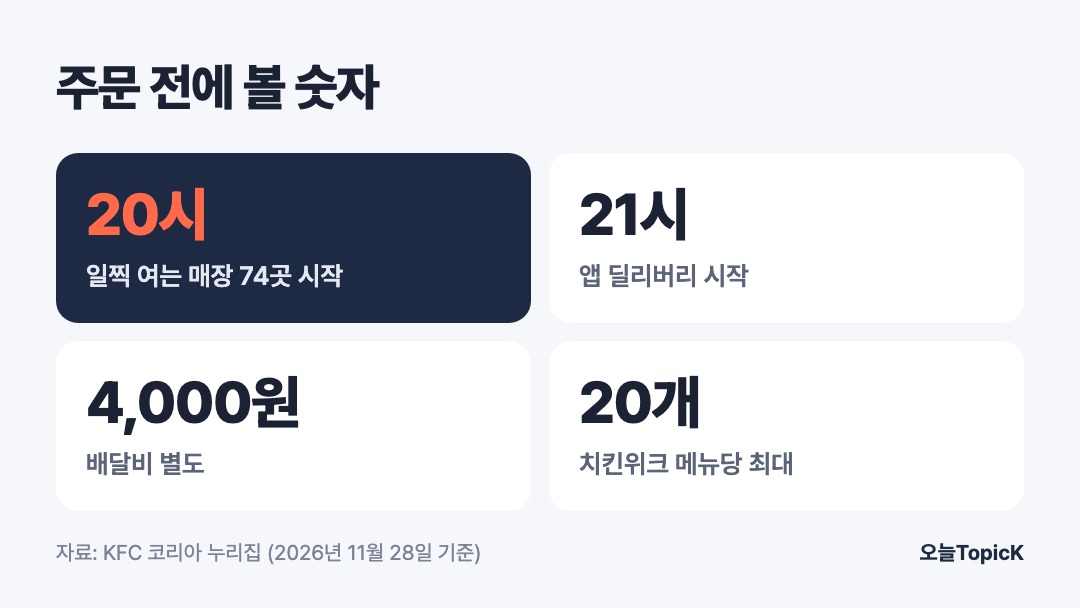 주문 전에 볼 숫자
20시
일찍 여는 매장 74곳 시작
21시
앱 딜리버리 시작
4,000원
배달비 별도
20개
치킨위크 메뉴당 최대
자료: KFC 코리아 누리집 (2026년 11월 28일 기준)
오늘TopicK